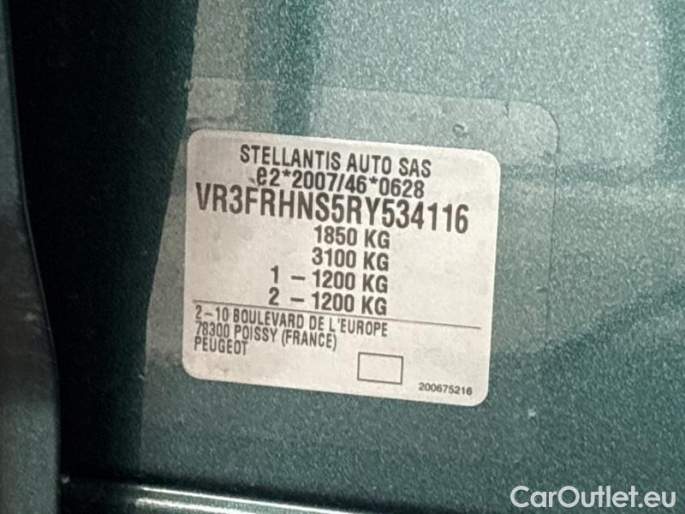 STELLANTIS AUTO SAS
e2*2007/46*0628
VR3FRHNS5RY534116
1850 KG
3100 KG
1 – 1200 KG
2 – 1200 KG
2–10 BOULEVARD DE L'EUROPE
78300 POISSY (FRANCE)
PEUGEOT
200675216
CarOutlet.eu